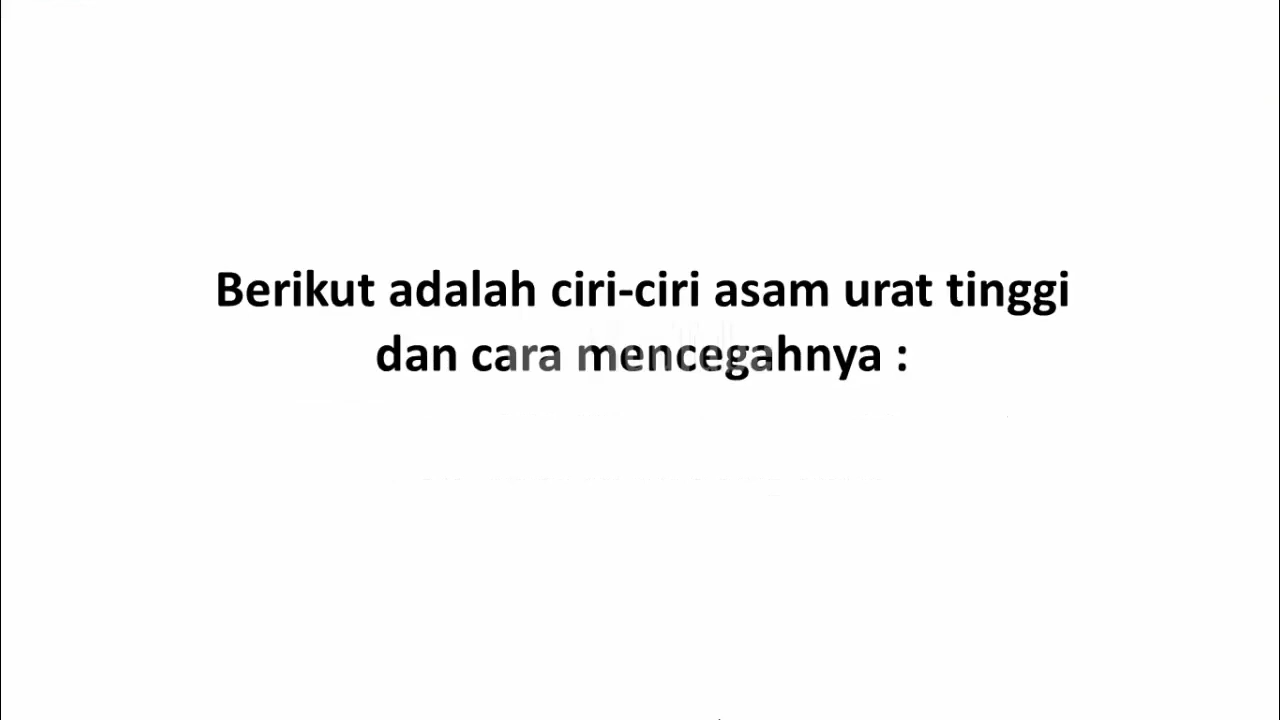 Berikut adalah ciri-ciri asam urat tinggi
dan cara mencegahnya :